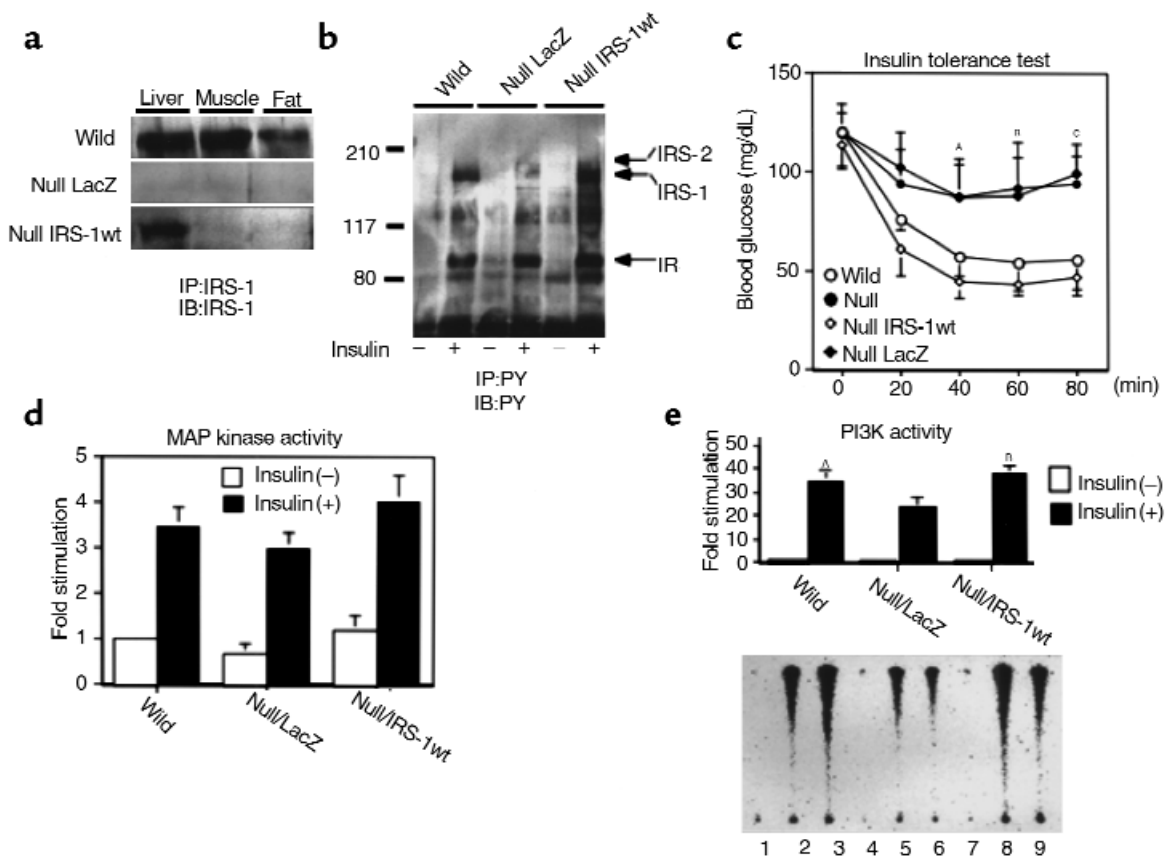 a
Liver Muscle Fat
Wild
Null LacZ
Null IRS-1wt
IP:IRS-1
IB:IRS-1
b
Wild
Null LacZ
Null IRS-1wt
210
117
80
IRS-2
IRS-1
IR
Insulin − + − + − +
IP:PY
IB:PY
c
Insulin tolerance test
Blood glucose (mg/dL)
150
100
50
0
A
n
c
Wild
Null
Null IRS-1wt
Null LacZ
0 20 40 60 80 (min)
d
MAP kinase activity
Fold stimulation
5
4
3
2
1
0
Insulin (−)
Insulin (+)
Wild
Null/LacZ
Null/IRS-1wt
e
PI3K activity
Fold stimulation
50
40
30
20
10
0
A
n
Insulin (−)
Insulin (+)
Wild
Null/LacZ
Null/IRS-1wt
1 2 3 4 5 6 7 8 9